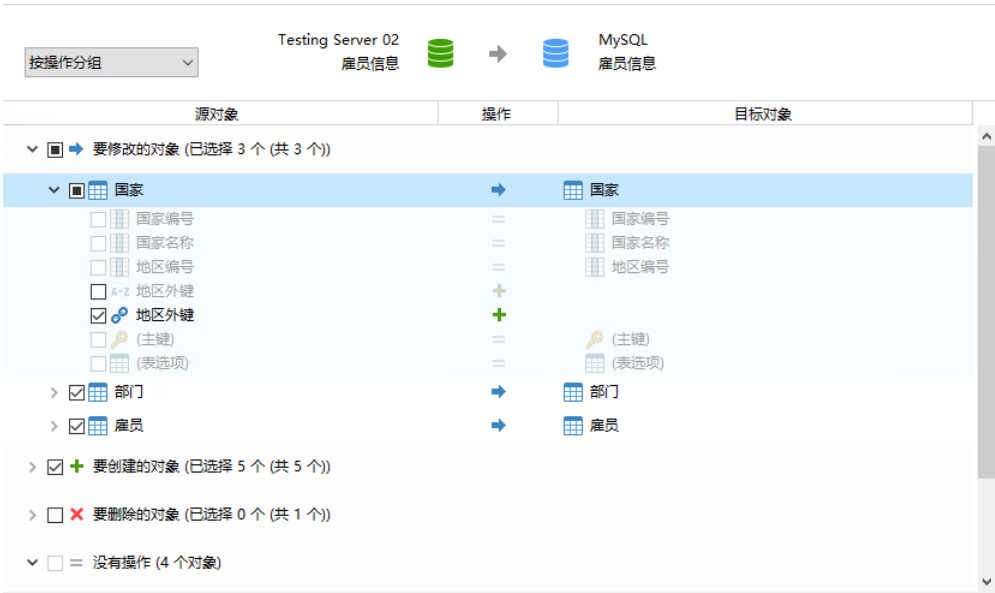 Testing Server 02 MySQL
按操作分组 雇员信息 雇员信息
源对象 操作 目标对象
要修改的对象 (已选择 3 个 (共 3 个))
国家 国家
国家编号 = 国家编号
国家名称 = 国家名称
地区编号 = 地区编号
A-Z 地区外键 +
地区外键 +
(主键) = (主键)
(表选项) = (表选项)
部门 部门
雇员 雇员
要创建的对象 (已选择 5 个 (共 5 个))
要删除的对象 (已选择 0 个 (共 1 个))
= 没有操作 (4 个对象)